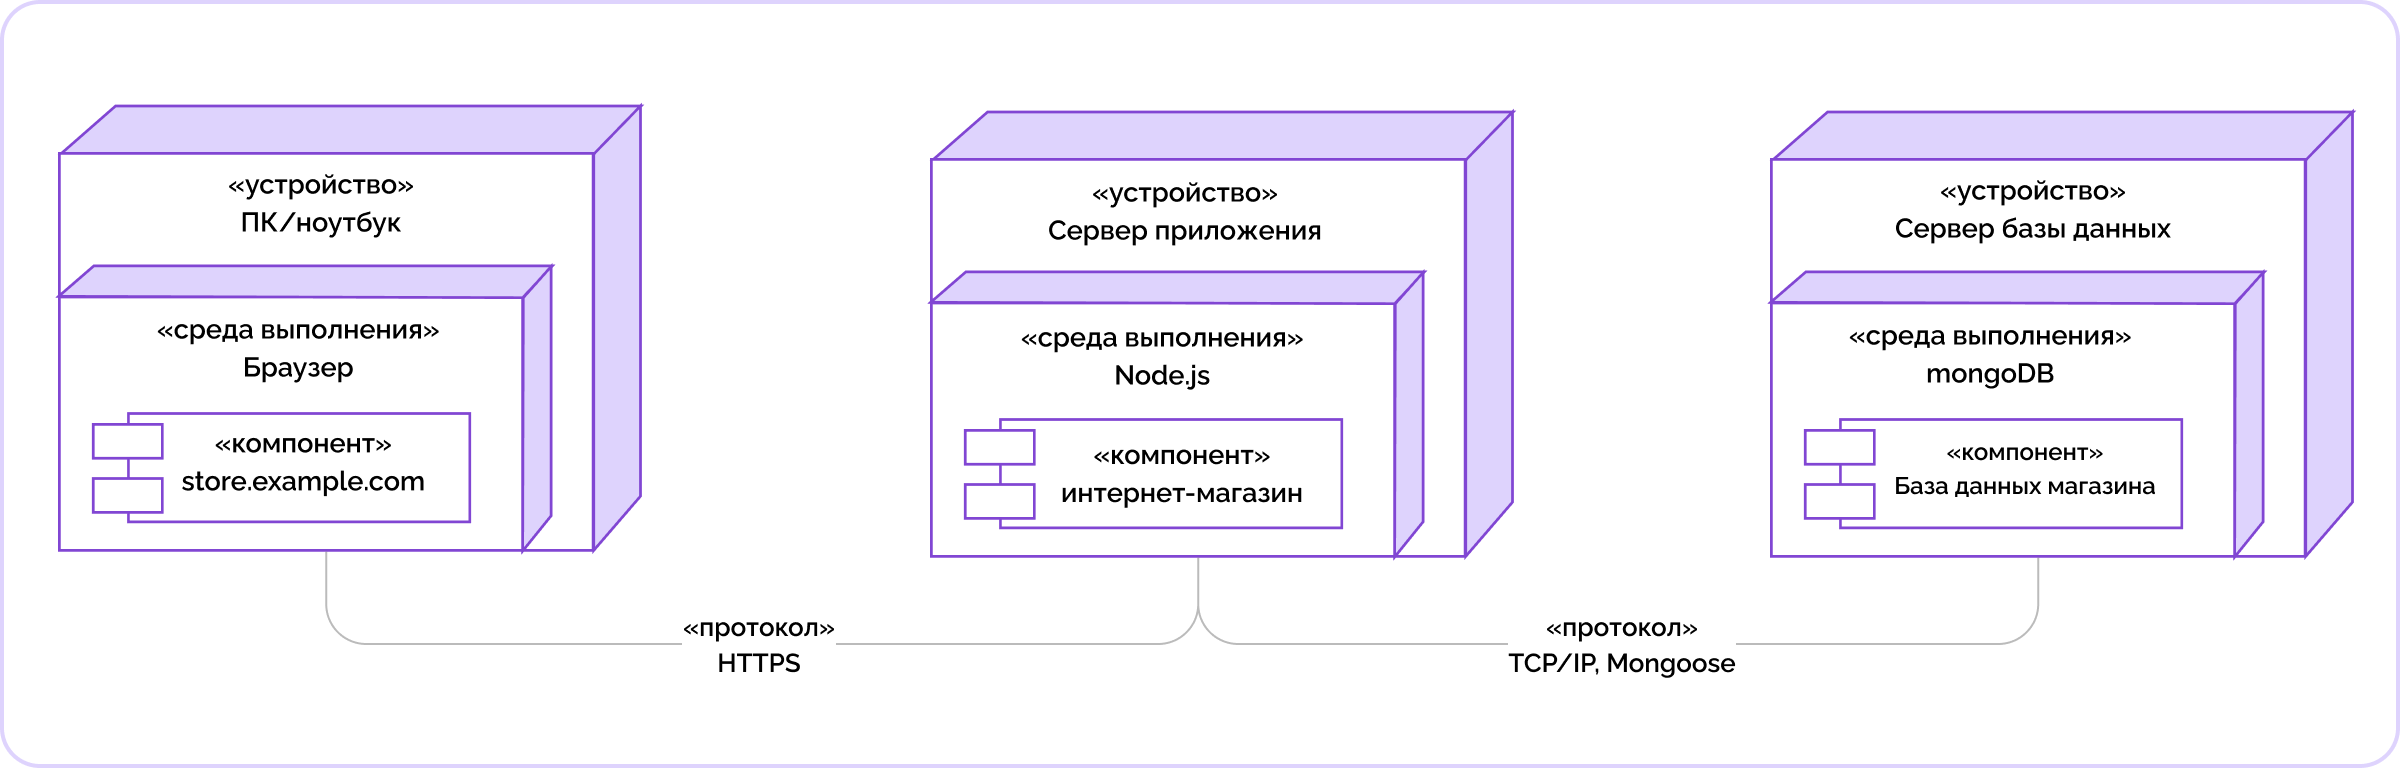 «устройство»
ПК/ноутбук
«среда выполнения»
Браузер
«компонент»
store.example.com
«устройство»
Сервер приложения
«среда выполнения»
Node.js
«компонент»
интернет-магазин
«устройство»
Сервер базы данных
«среда выполнения»
mongoDB
«компонент»
База данных магазина
«протокол»
HTTPS
«протокол»
TCP/IP, Mongoose